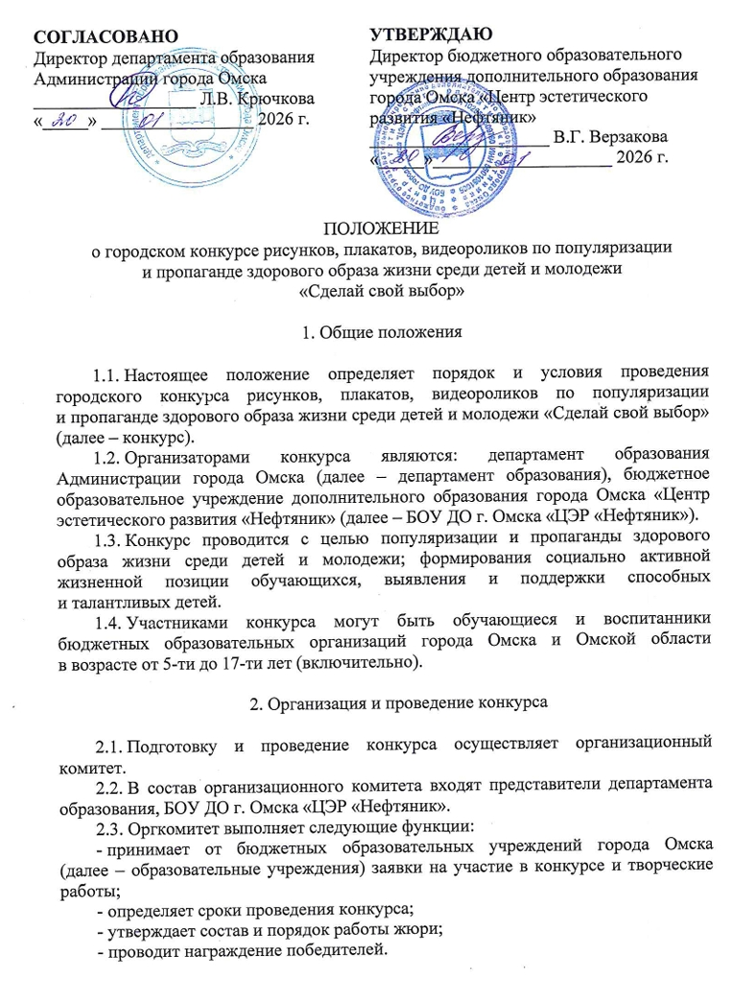 СОГЛАСОВАНО
Директор департамента образования
Администрации города Омска
Л.В. Крючкова
« 20 » 01 2026 г.
УТВЕРЖДАЮ
Директор бюджетного образовательного
учреждения дополнительного образования
города Омска «Центр эстетического
развития «Нефтяник»
В.Г. Верзакова
« 20 » 01 2026 г.
ПОЛОЖЕНИЕ
о городском конкурсе рисунков, плакатов, видеороликов по популяризации
и пропаганде здорового образа жизни среди детей и молодежи
«Сделай свой выбор»
1. Общие положения
1.1. Настоящее положение определяет порядок и условия проведения
городского конкурса рисунков, плакатов, видеороликов по популяризации
и пропаганде здорового образа жизни среди детей и молодежи «Сделай свой выбор»
(далее – конкурс).
1.2. Организаторами конкурса являются: департамент образования
Администрации города Омска (далее – департамент образования), бюджетное
образовательное учреждение дополнительного образования города Омска «Центр
эстетического развития «Нефтяник» (далее – БОУ ДО г. Омска «ЦЭР «Нефтяник»).
1.3. Конкурс проводится с целью популяризации и пропаганды здорового
образа жизни среди детей и молодежи; формирования социально активной
жизненной позиции обучающихся, выявления и поддержки способных
и талантливых детей.
1.4. Участниками конкурса могут быть обучающиеся и воспитанники
бюджетных образовательных организаций города Омска и Омской области
в возрасте от 5-ти до 17-ти лет (включительно).
2. Организация и проведение конкурса
2.1. Подготовку и проведение конкурса осуществляет организационный
комитет.
2.2. В состав организационного комитета входят представители департамента
образования, БОУ ДО г. Омска «ЦЭР «Нефтяник».
2.3. Оргкомитет выполняет следующие функции:
- принимает от бюджетных образовательных учреждений города Омска
(далее – образовательные учреждения) заявки на участие в конкурсе и творческие
работы;
- определяет сроки проведения конкурса;
- утверждает состав и порядок работы жюри;
- проводит награждение победителей.